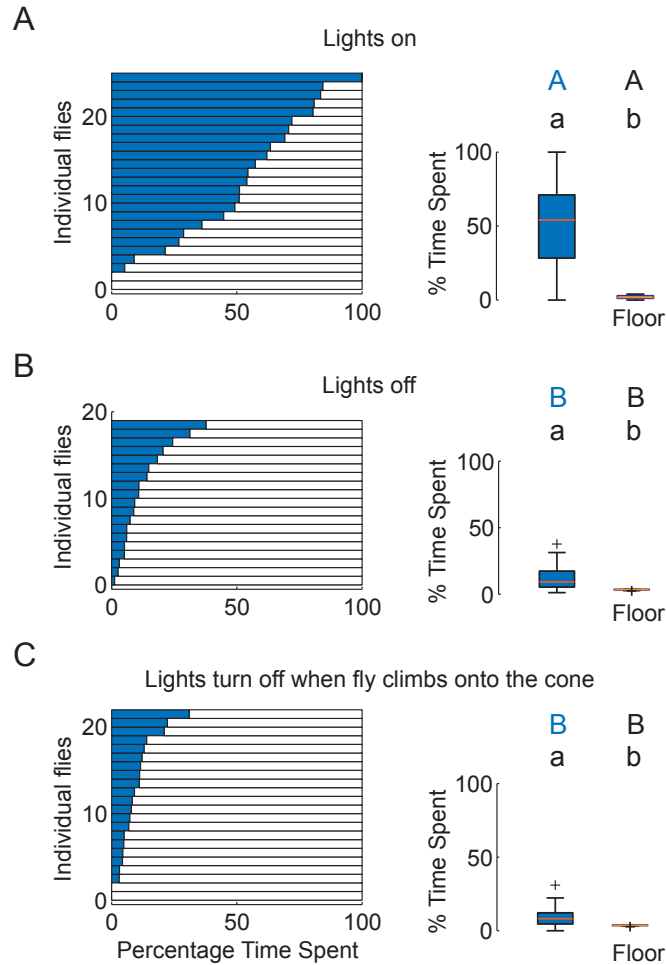 A
Lights on
Individual flies
20
10
0
0 50 100
A A
a b
% Time Spent
100
50
0
Floor
B
Lights off
Individual flies
20
10
0
0 50 100
B B
a b
% Time Spent
100
50
0
Floor
C
Lights turn off when fly climbs onto the cone
Individual flies
20
10
0
0 50 100
Percentage Time Spent
B B
a b
% Time Spent
100
50
0
Floor